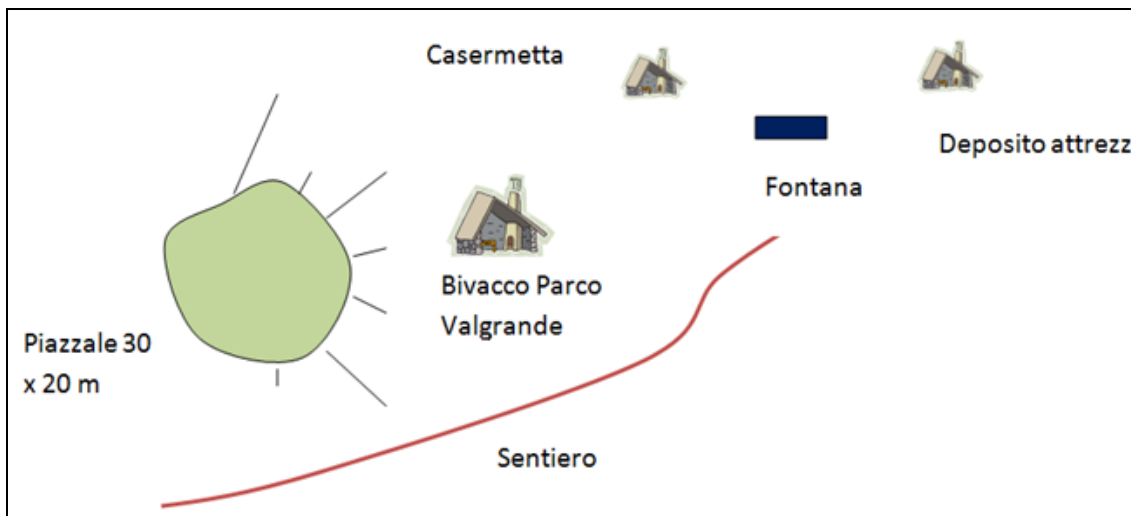 Casermetta
Deposito attrezz
Fontana
Bivacco Parco
Valgrande
Piazzale 30
x 20 m
Sentiero